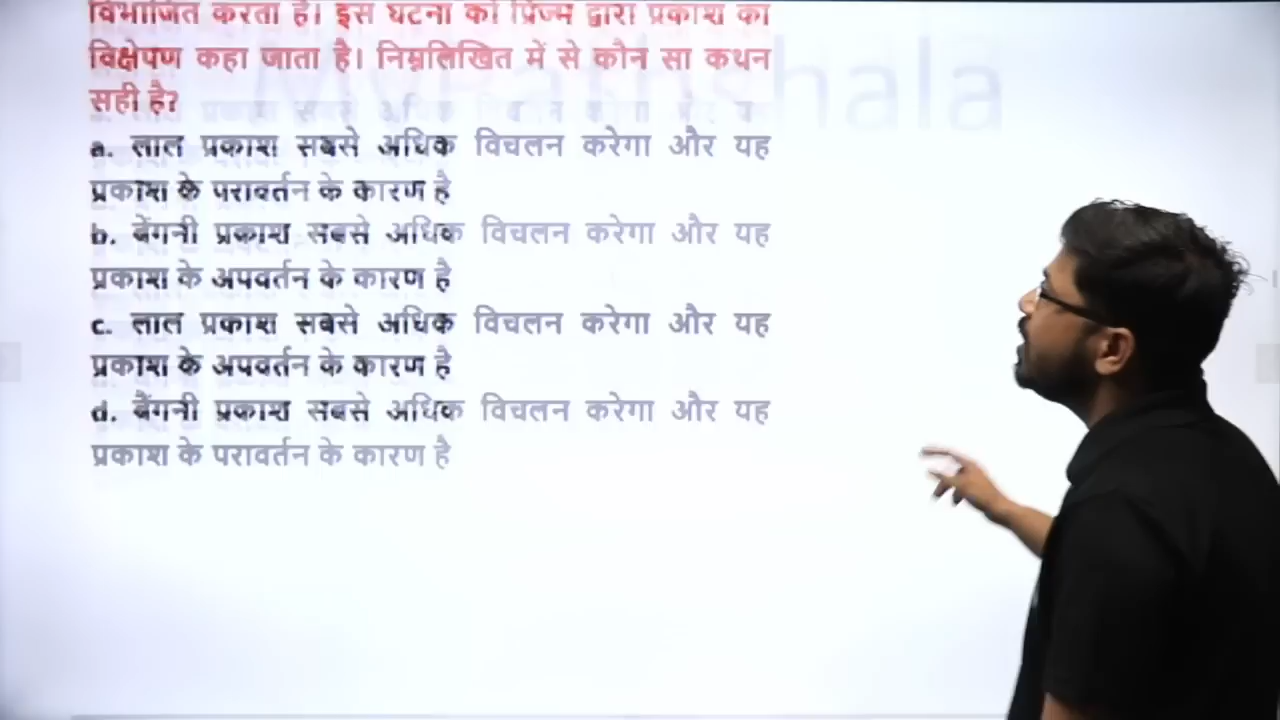 विभाजित करता है। इस घटना को प्रिज्म द्वारा प्रकाश का
विक्षेपण कहा जाता है। निम्नलिखित में से कौन सा कथन
सही है?
a. लाल प्रकाश सबसे अधिक विचलन करेगा और यह
प्रकाश के परावर्तन के कारण है
b. बैंगनी प्रकाश सबसे अधिक विचलन करेगा और यह
प्रकाश के अपवर्तन के कारण है
c. लाल प्रकाश सबसे अधिक विचलन करेगा और यह
प्रकाश के अपवर्तन के कारण है
d. बैंगनी प्रकाश सबसे अधिक विचलन करेगा और यह
प्रकाश के परावर्तन के कारण है